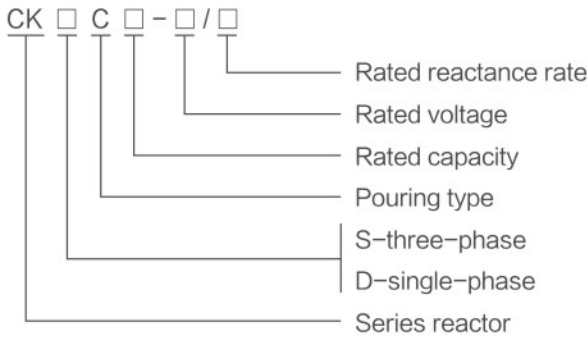 CK □ C □ - □ / □
Rated reactance rate
Rated voltage
Rated capacity
Pouring type
S-three-phase
D-single-phase
Series reactor